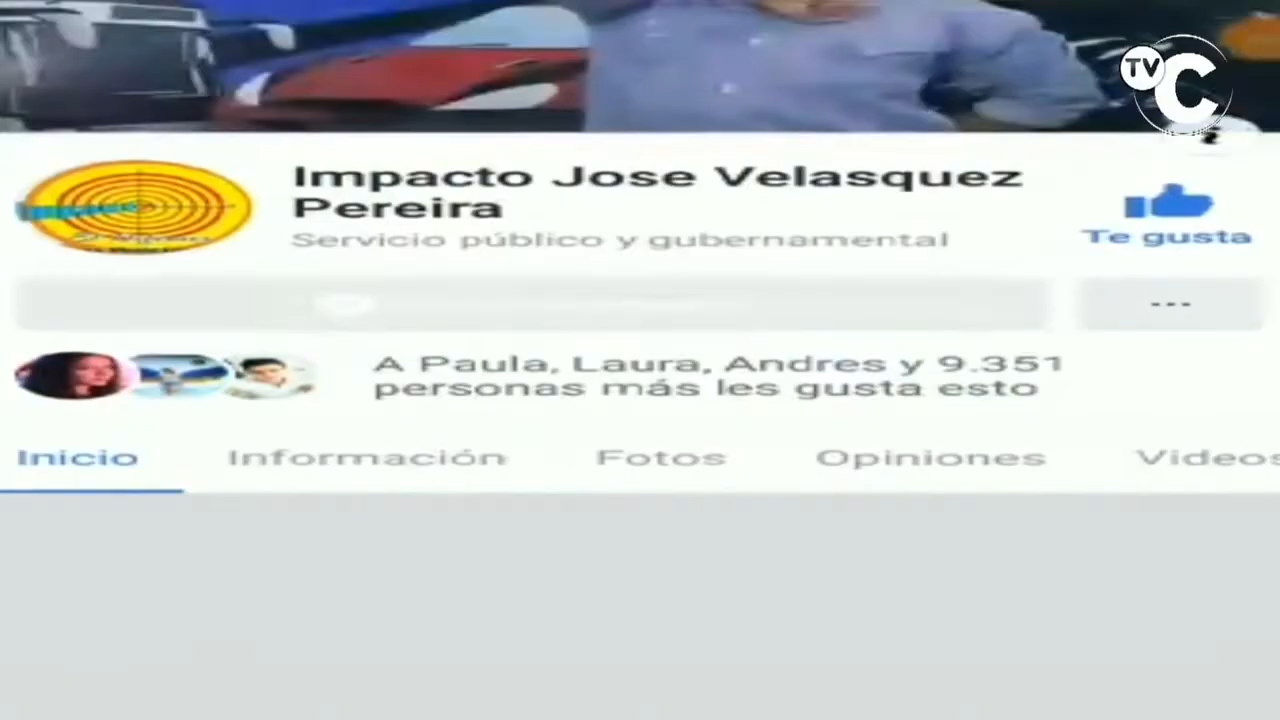 TV C
Impacto Jose Velasquez
Pereira
Servicio público y gubernamental
Te gusta
...
A Paula, Laura, Andres y 9.351
personas más les gusta esto
Inicio Información Fotos Opiniones Videos